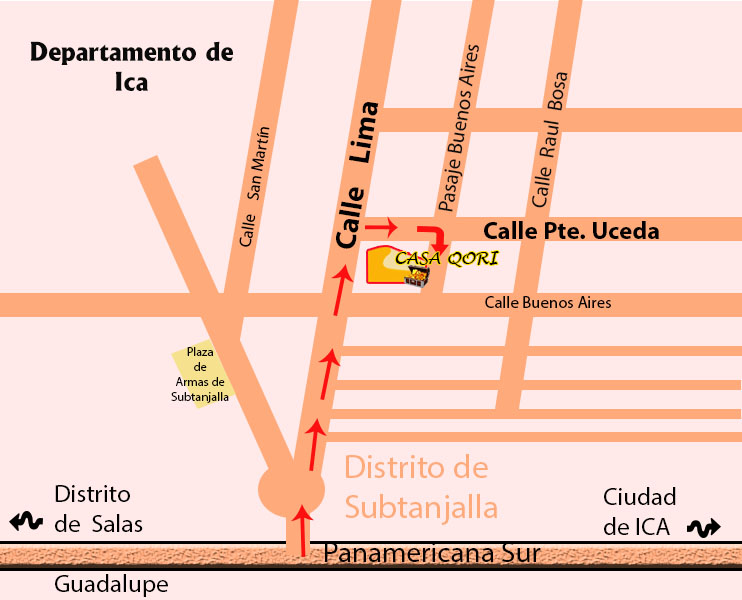 Departamento de
Ica
Calle San Martín
Calle Lima
Pasaje Buenos Aires
Calle Raul Bosa
Calle Pte. Uceda
CASA QORI
Calle Buenos Aires
Plaza
de
Armas de
Subtanjalla
Distrito de
Subtanjalla
Distrito
de Salas
Ciudad
de ICA
Panamericana Sur
Guadalupe